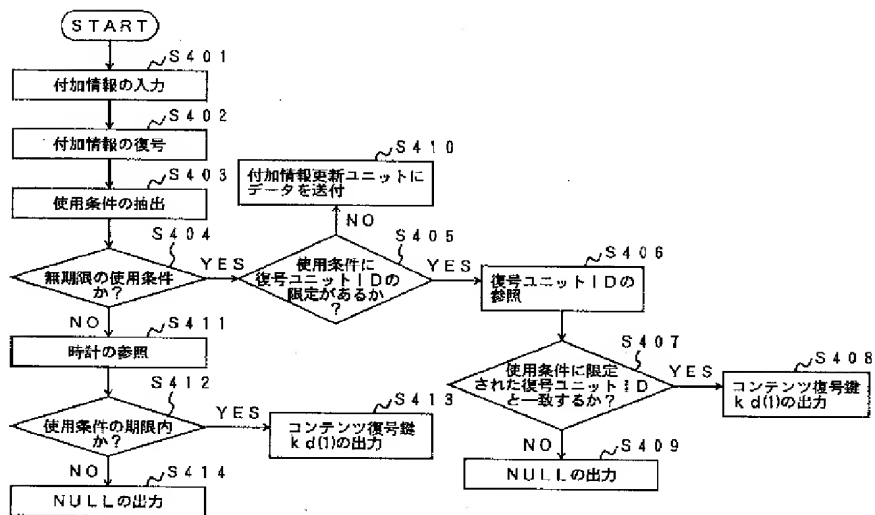 START
S401
付加情報の入力
S402
付加情報の復号
S403
使用条件の抽出
S404
無期限の使用条件
か?
YES
NO
S405
使用条件に
復号ユニットIDの
限定があるか
?
NO
YES
S410
付加情報更新ユニットに
データを送付
S406
復号ユニットIDの
参照
S407
使用条件に限定
された復号ユニットID
と一致するか?
YES
NO
S408
コンテンツ復号鍵
kd(1)の出力
S409
NULLの出力
S411
時計の参照
S412
使用条件の期限内
か?
YES
NO
S413
コンテンツ復号鍵
kd(1)の出力
S414
NULLの出力